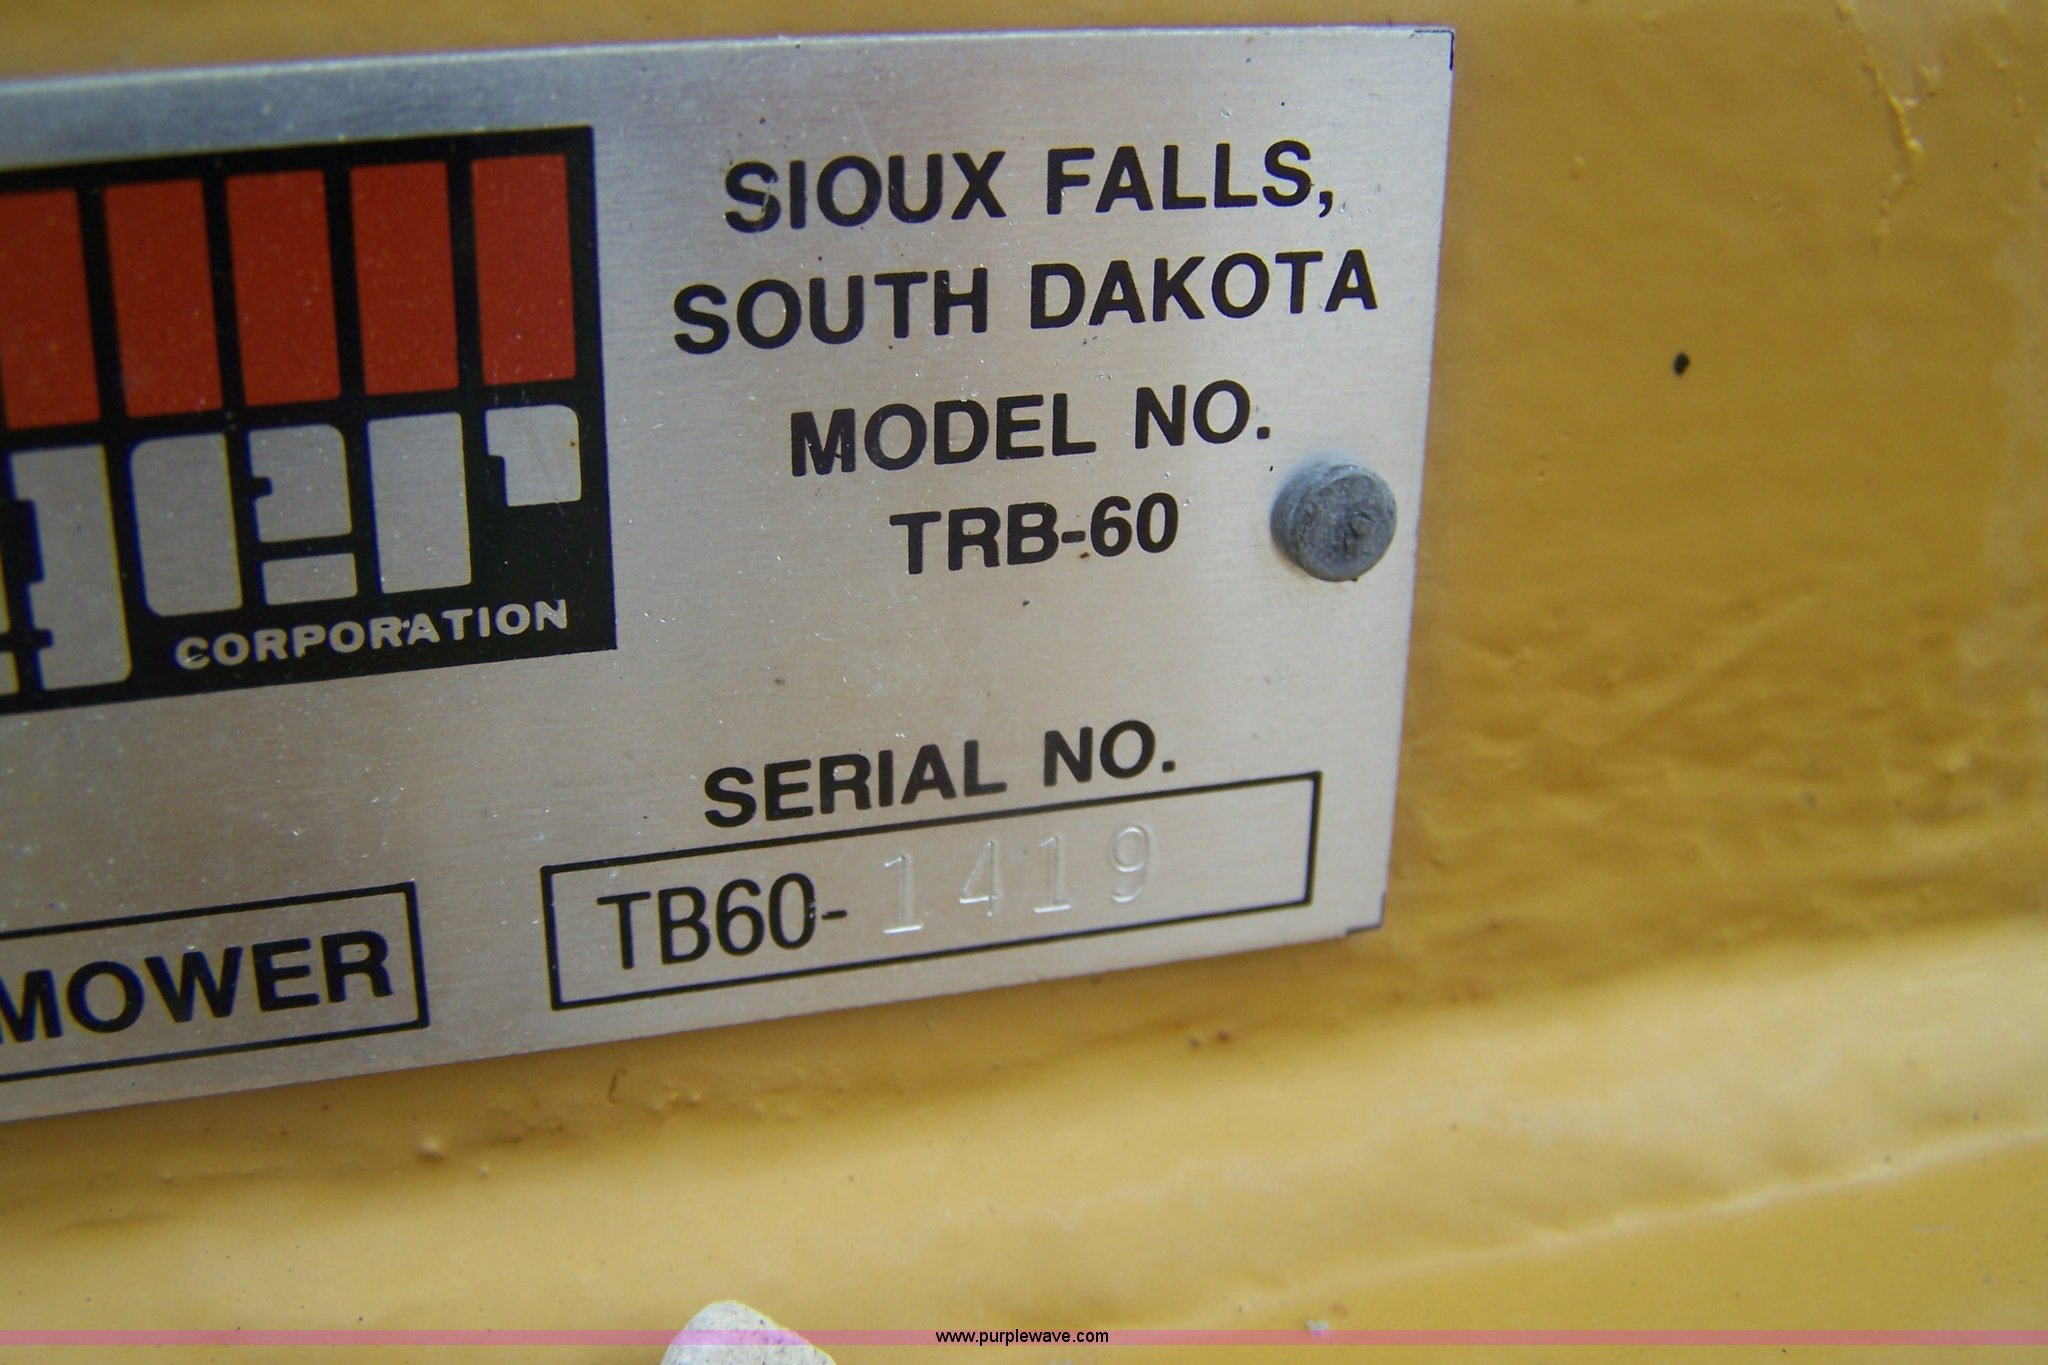 SIOUX FALLS,
SOUTH DAKOTA
MODEL NO.
TRB-60
CORPORATION
SERIAL NO.
TB60-1419
MOWER
www.purplewave.com